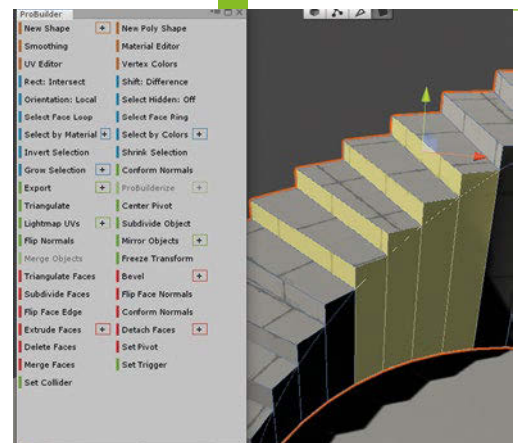 ProBuilder
New Shape + New Poly Shape
Smoothing Material Editor
UV Editor Vertex Colors
Rect: Intersect Shift: Difference
Orientation: Local Select Hidden: Off
Select Face Loop Select Face Ring
Select by Material + Select by Colors +
Invert Selection Shrink Selection
Grow Selection + Conform Normals
Export + ProBuilderize +
Triangulate Center Pivot
Lightmap UVs + Subdivide Object
Flip Normals Mirror Objects +
Merge Objects Freeze Transform
Triangulate Faces Bevel +
Subdivide Faces Flip Face Normals
Flip Face Edge Conform Normals
Extrude Faces + Detach Faces +
Delete Faces Set Pivot
Merge Faces Set Trigger
Set Collider